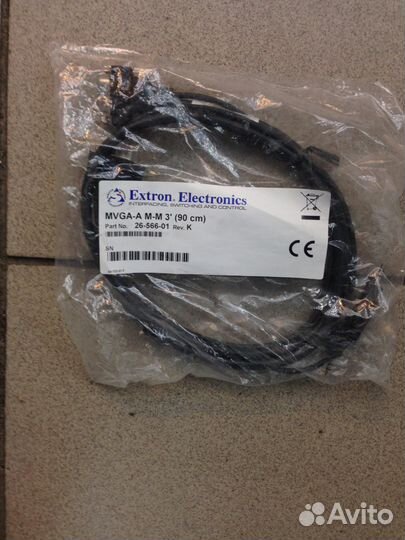 Extron. Electronics
INTERFACING, SWITCHING AND CONTROL
MVGA-A M-M 3' (90 cm)
Part No. 26-566-01 Rev. K
SN
CE
Avito